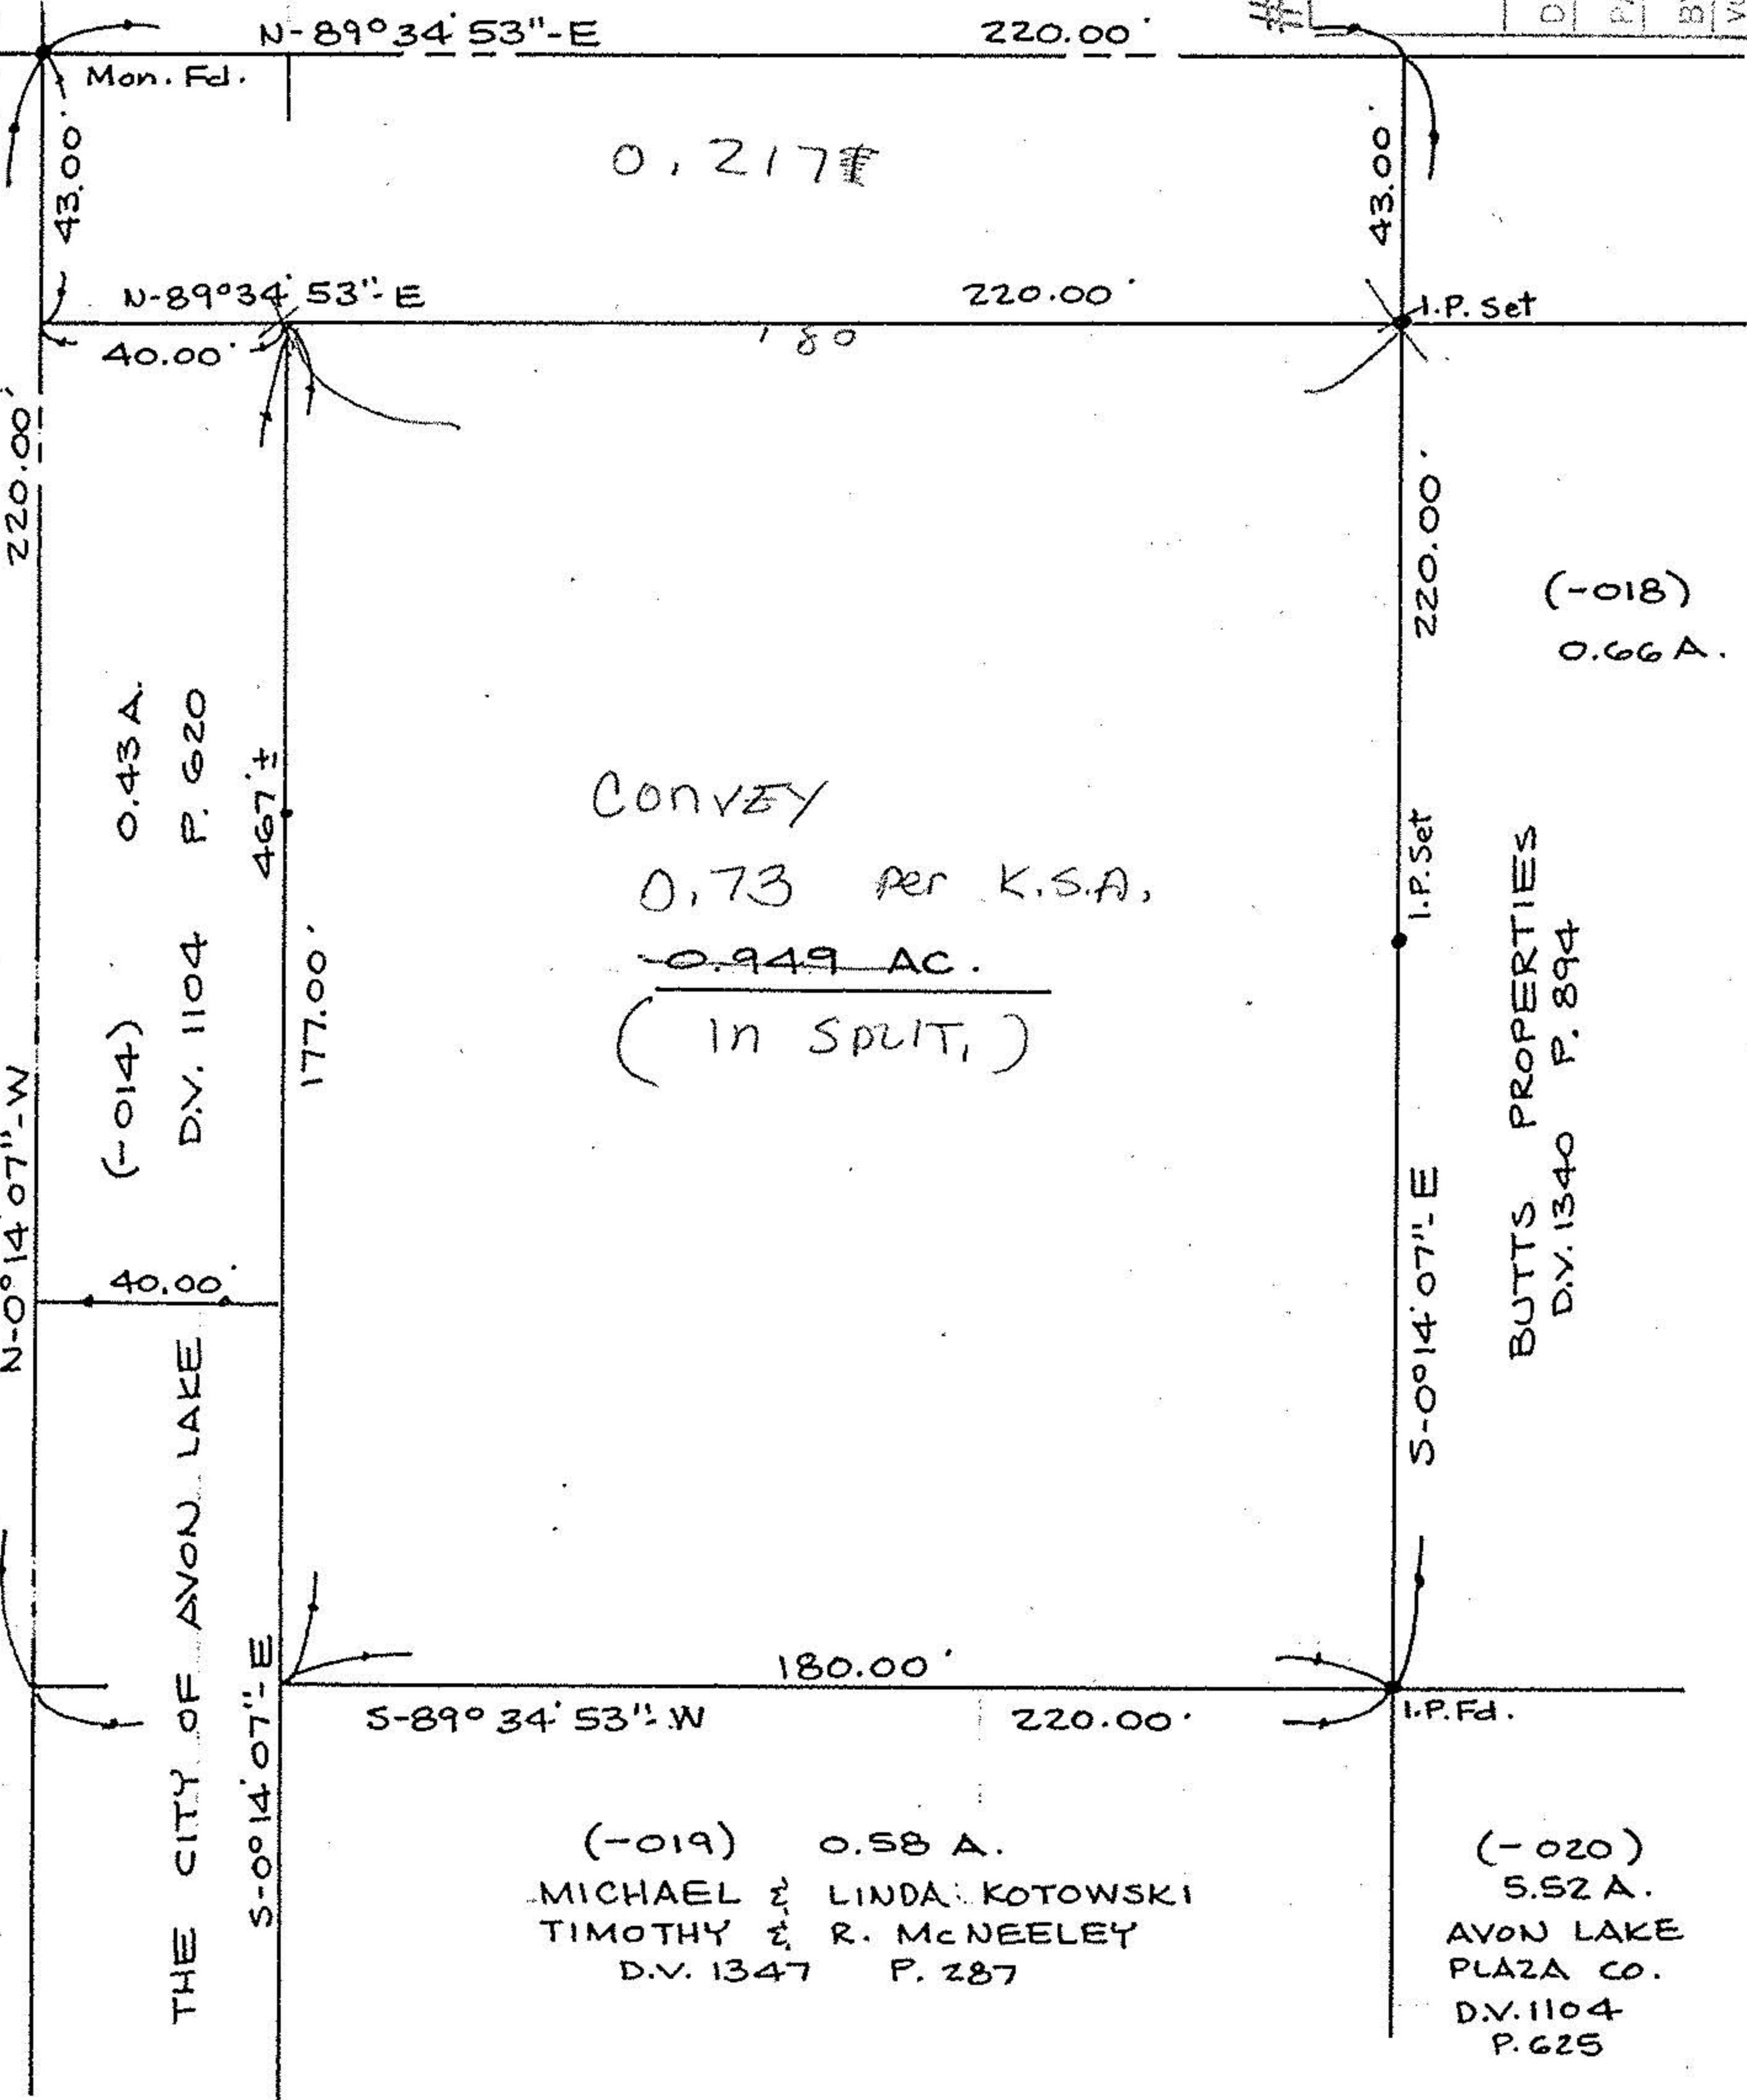 N-89°34'53"-E 220.00'
Mon. Fd.
43.00'
0.217
43.00'
N-89°34'53"-E 220.00'
I.P. Set
40.00'
180
220.00'
220.00'
(-018)
0.66 A.
(-014) 0.43 A.
D.V. 1104 P. 620
467'±
177.00'
Convey
0.73 per K.S.A.
0.949 AC.
(In SPLIT.)
I.P. Set
BUTTS PROPERTIES
D.V. 1340 P. 894
N-0°14'07"-W
40.00'
S-0°14'07"-E
THE CITY OF AVON LAKE
S-0°14'07"-E
180.00'
S-89°34'53"-W 220.00'
I.P. Fd.
(-019) 0.58 A.
MICHAEL & LINDA KOTOWSKI
TIMOTHY & R. McNEELEY
D.V. 1347 P. 287
(-020)
5.52 A.
AVON LAKE
PLAZA CO.
D.V. 1104
P. 625